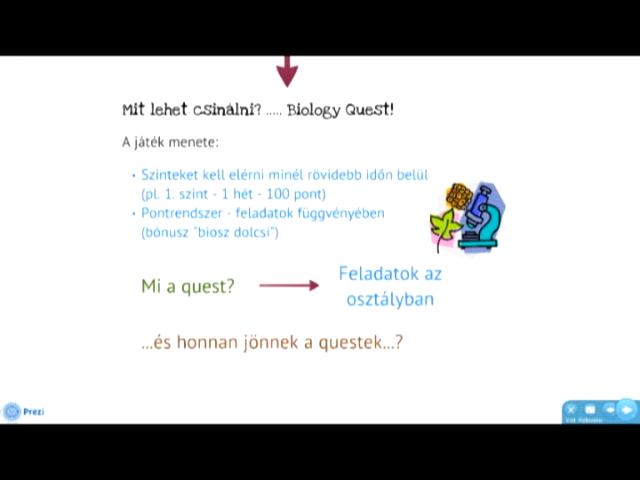 Mit lehet csinálni? ..... Biology Quest!
A játék menete:
• Szinteket kell elérni minél rövidebb időn belül
(pl. 1. szint - 1 hét - 100 pont)
• Pontrendszer - feladatok függvényében
(bónusz "biosz dolcsi")
Mi a quest?
Feladatok az
osztályban
...és honnan jönnek a questek...?
Prezi